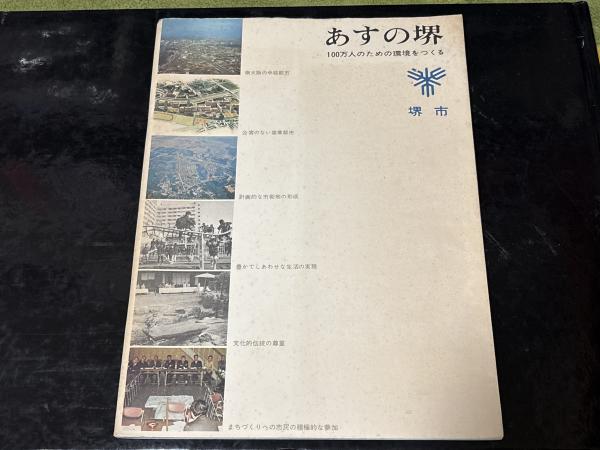 あすの堺
100万人のための環境をつくる
堺市
南大阪の中核都市
公害のない産業都市
計画的な市街地の形成
豊かでしあわせな生活の実現
文化的伝統の尊重
まちづくりへの市民の積極的な参加